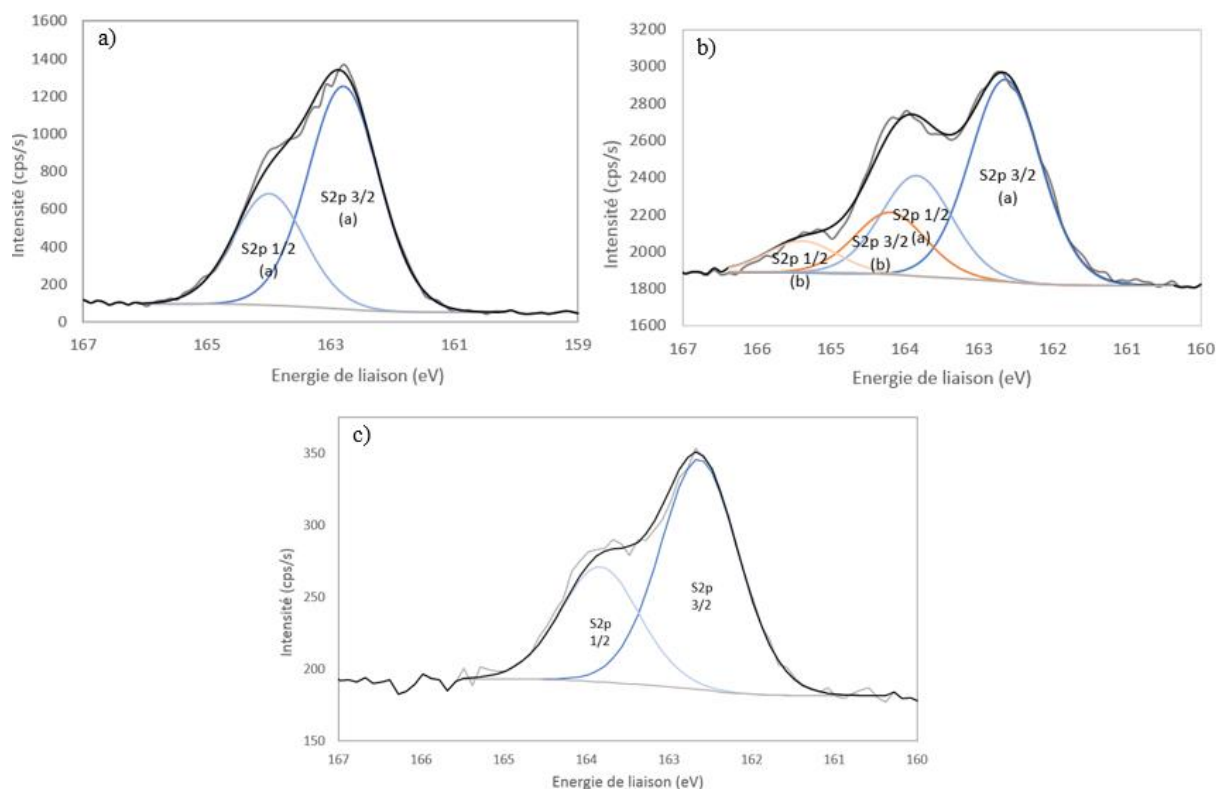 a)
1600
1400
1200
1000
800
600
400
200
0
Intensité (cps/s)
S2p 1/2
(a)
S2p 3/2
(a)
167
165
163
161
159
Energie de liaison (eV)
b)
3200
3000
2800
2600
2400
2200
2000
1800
1600
Intensité (cps/s)
S2p 1/2
(b)
S2p 3/2
(b)
S2p 1/2
(a)
S2p 3/2
(a)
167
166
165
164
163
162
161
160
Energie de liaison (eV)
c)
350
300
250
200
150
Intensité (cps/s)
S2p
1/2
S2p
3/2
167
166
165
164
163
162
161
160
Energie de liaison (eV)